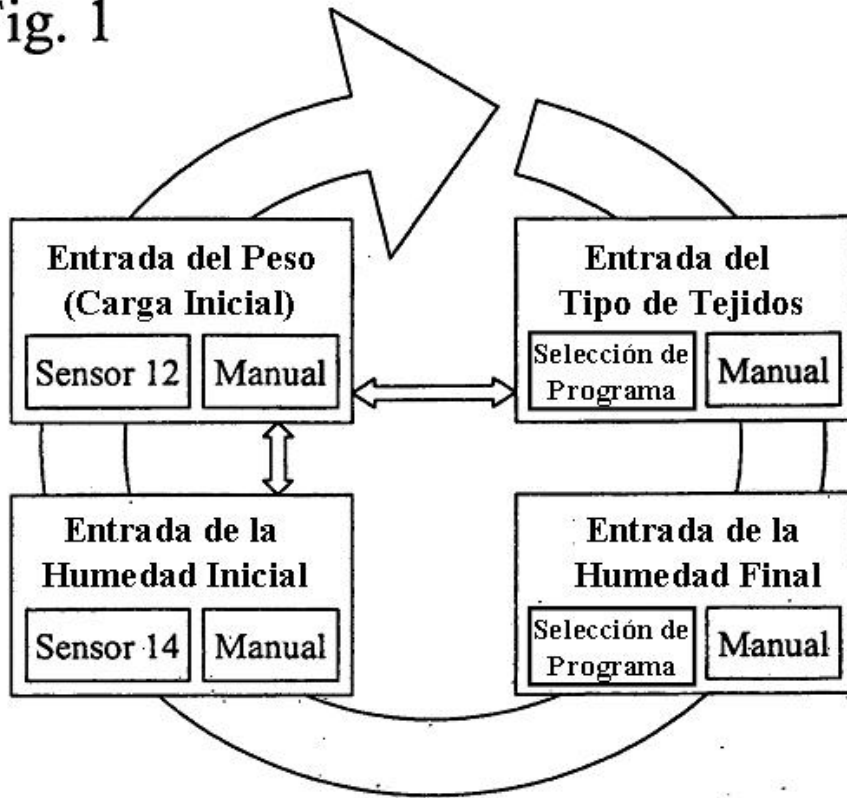 Fig. 1
Entrada del Peso
(Carga Inicial)
Sensor 12
Manual
Entrada del
Tipo de Tejidos
Selección de
Programa
Manual
Entrada de la
Humedad Inicial
Sensor 14
Manual
Entrada de la
Humedad Final
Selección de
Programa
Manual